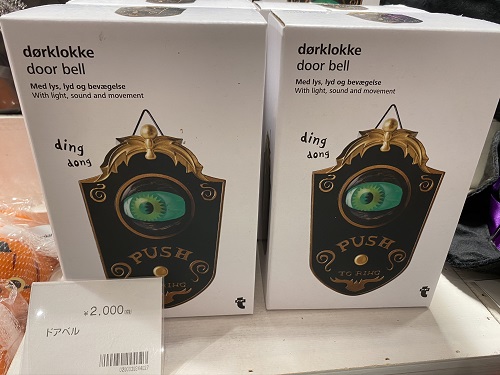 dørklokke
door bell
Med lys, lyd og bevægelse
With light, sound and movement
ding
dong
PUSH
RING
¥2,000
ドアベル
dørklokke
door bell
Med lys, lyd og bevægelse
With light, sound and movement
ding
dong
PUSH
TO RING